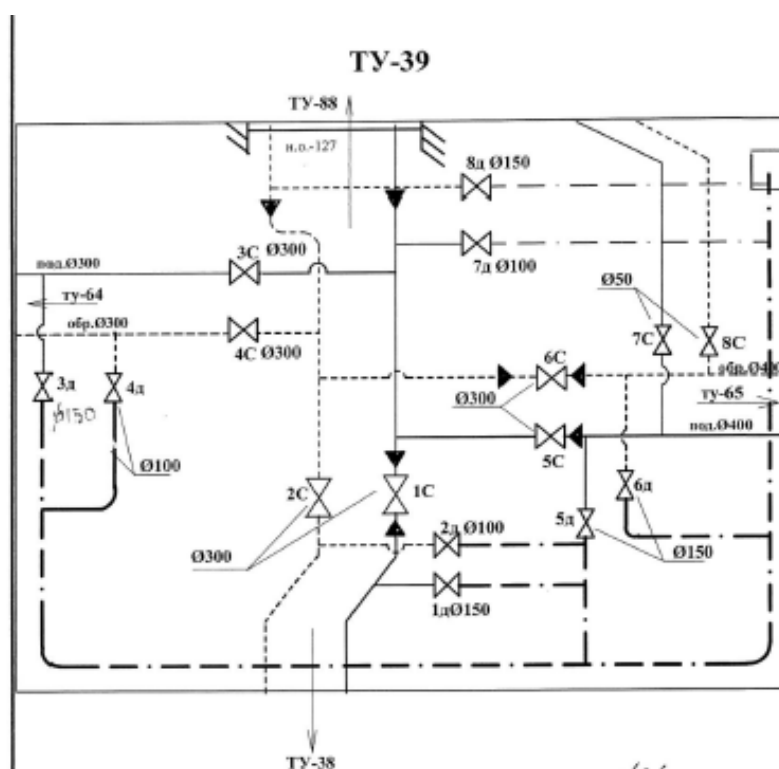 ТУ-39
ТУ-88
н.о.-127
8д Ø150
3С
Ø300
под.Ø300
7д Ø100
ту-64
Ø50
обр.Ø300
4С Ø300
7С
8С
6С
обр.Ø4
3д
4д
Ø150
Ø300
ту-65
под.Ø400
5С
Ø100
2С
1С
6д
5д
2д Ø100
Ø300
Ø150
1дØ150
ТУ-38